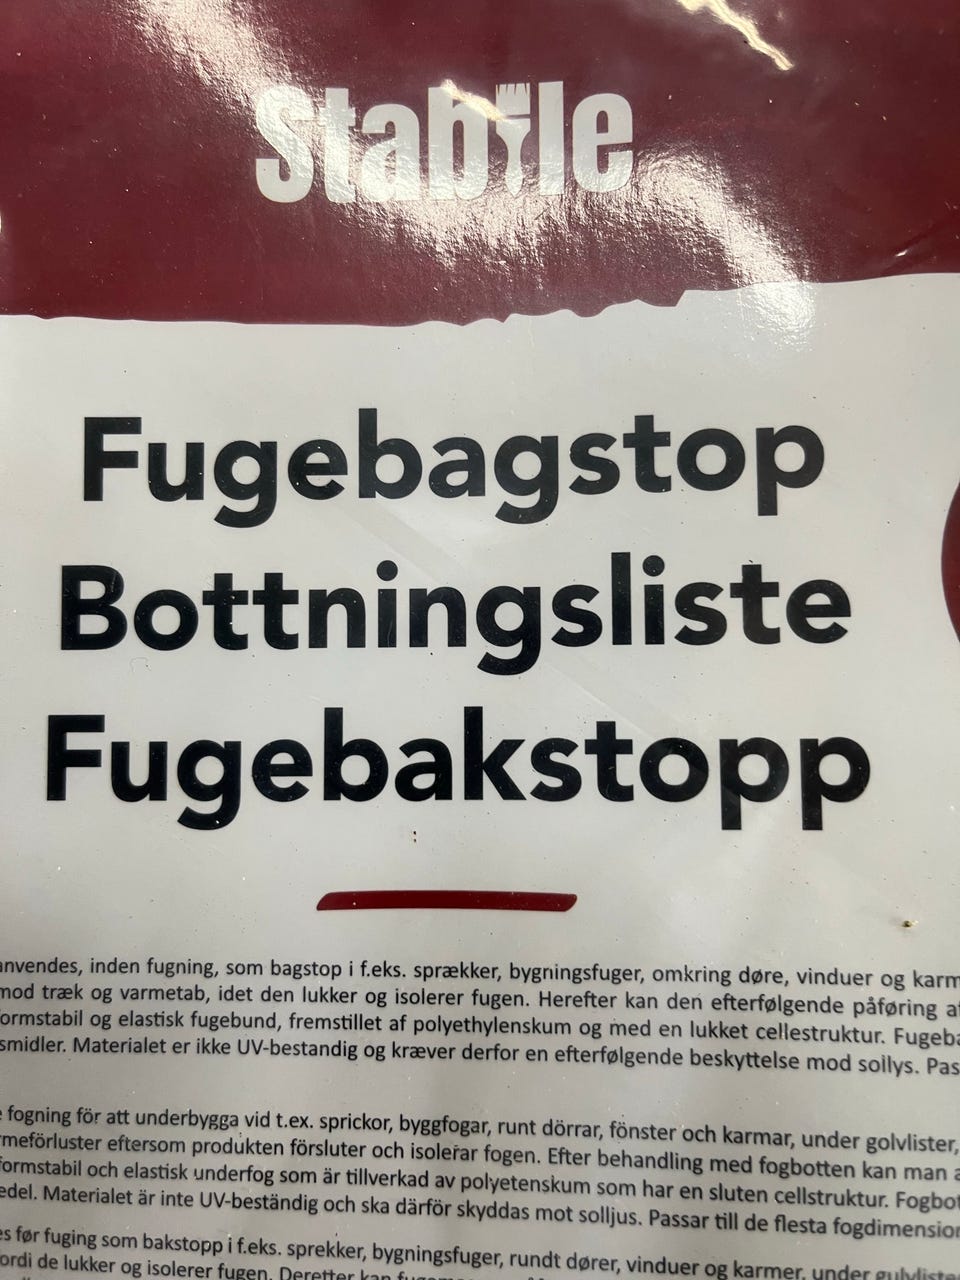 Stabile
Fugebagstop
Bottningsliste
Fugebakstopp
anvendes, inden fugning, som bagstop i f.eks. sprækker, bygningsfuger, omkring døre, vinduer og karm
mod træk og varmetab, idet den lukker og isolerer fugen. Herefter kan den efterfølgende påføring af
ormstabil og elastisk fugebund, fremstillet af polyethylenskum og med en lukket cellestruktur. Fugeba
smidler. Materialet er ikke UV-bestandig og kræver derfor en efterfølgende beskyttelse mod sollys. Pas
e fogning för att underbygga vid t.ex. sprickor, byggfogar, runt dörrar, fönster och karmar, under golvlister,
rmeförluster eftersom produkten försluter och isolerar fogen. Efter behandling med fogbotten kan man a
formstabil och elastisk underfog som är tillverkad av polyetenskum som har en sluten cellstruktur. Fogbot
edel. Materialet är inte UV-beständig och ska därför skyddas mot solljus. Passar till de flesta fogdimension
es før fuging som bakstopp i f.eks. sprekker, bygningsfuger, rundt dører, vinduer og karmer, under gulvliste
ordi de lukker og isolerer fugen. Deretter kan